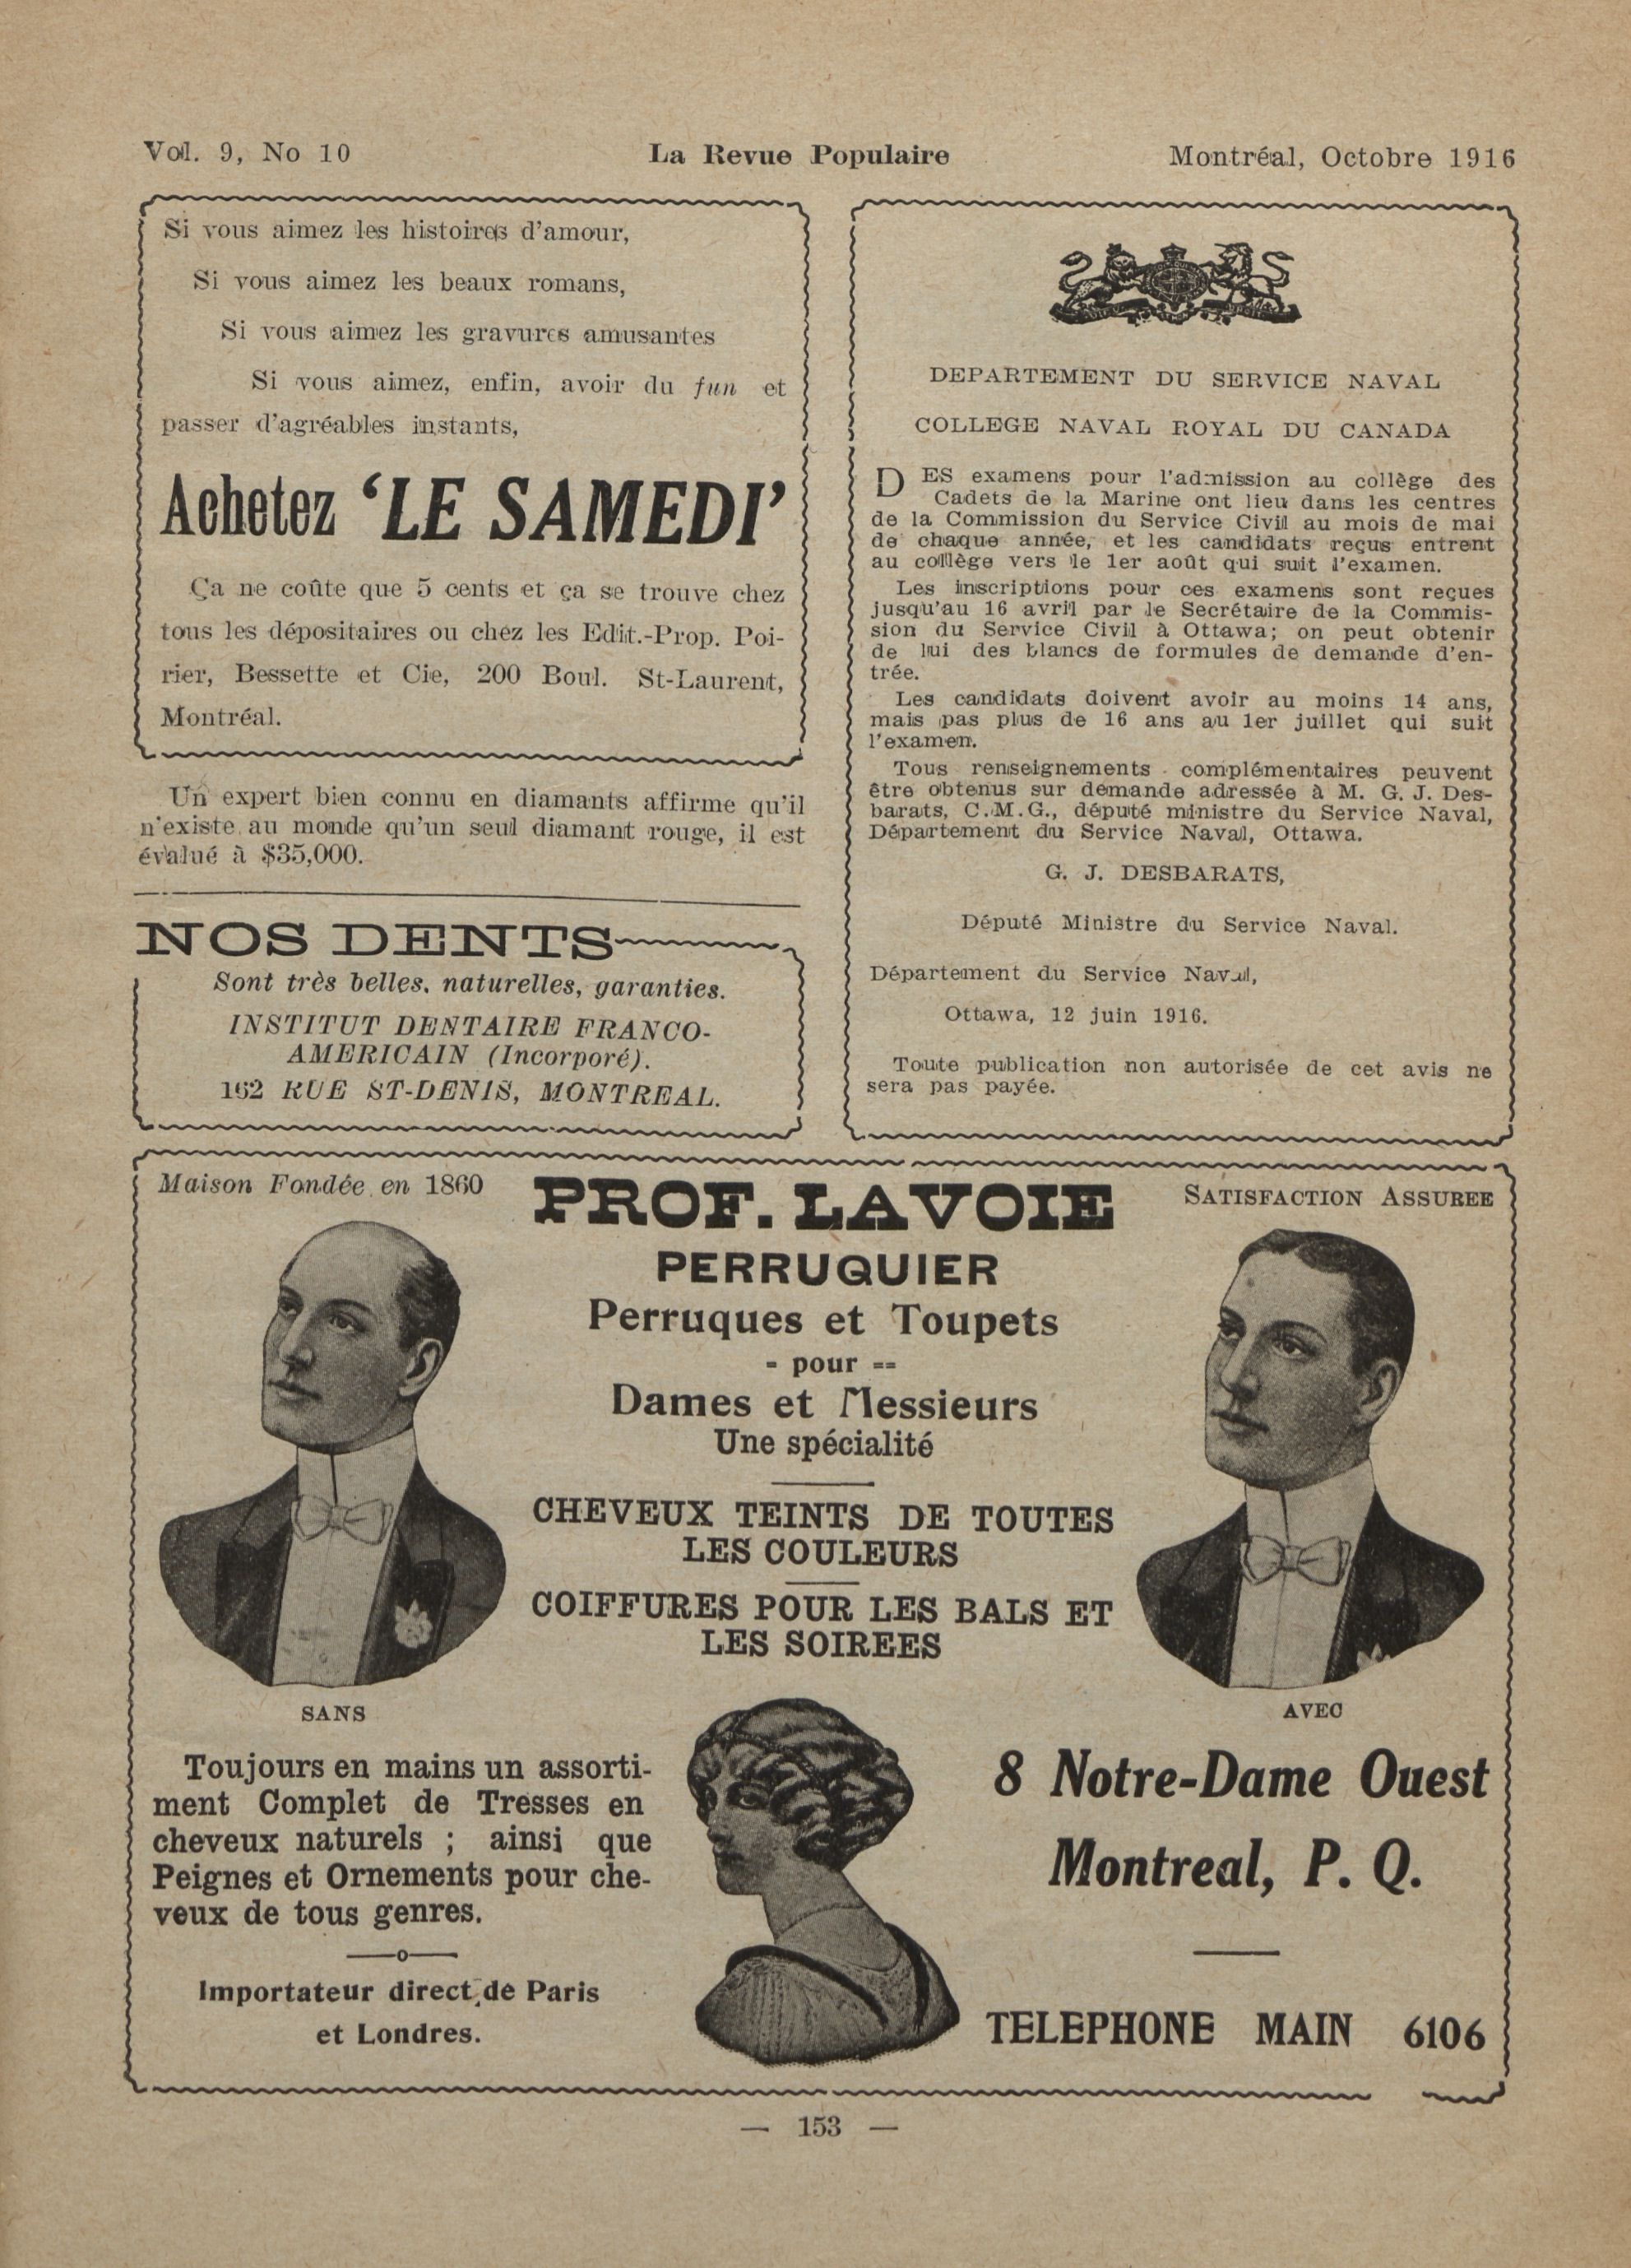 Vol. 9, No 10
La Revue Populaire
Montréal, Octobre 1916
Si vous aimez les histoires d'amour,
Si vous aimez les beaux romans,
Si vous aimez les gravures amusantes
Si vous aimez, enfin, avoir du fun et
passer d'agréables instants,
Achetez 'LE SAMEDI'
Ça ne coûte que 5 cents et ça se trouve chez
tous les dépositaires ou chez les Edit.-Prop. Poi-
rier, Bessette et Cie, 200 Boul. St-Laurent,
Montréal.
Un expert bien connu en diamants affirme qu'il
n'existe au monde qu'un seul diamant rouge, il est
évalué à $35,000.
NOS DENTS
Sont très belles, naturelles, garanties.
INSTITUT DENTAIRE FRANCO-
AMERICAIN (Incorporé).
162 RUE ST-DENIS, MONTREAL.
DEPARTEMENT DU SERVICE NAVAL
COLLEGE NAVAL ROYAL DU CANADA
DES examens pour l'admission au collège des
Cadets de la Marine ont lieu dans les centres
de la Commission du Service Civil au mois de mai
de chaque année, et les candidats reçus entrent
au collège vers le 1er août qui suit l'examen.
Les inscriptions pour ces examens sont reçues
jusqu'au 16 avril par le Secrétaire de la Commis-
sion du Service Civil à Ottawa; on peut obtenir
de lui des blancs de formules de demande d'en-
trée.
Les candidats doivent avoir au moins 14 ans,
mais pas plus de 16 ans au 1er juillet qui suit
l'examen.
Tous renseignements complémentaires peuvent
être obtenus sur demande adressée à M. G. J. Des-
barats, C.M.G., député ministre du Service Naval,
Département du Service Naval, Ottawa.
G. J. DESBARATS,
Député Ministre du Service Naval.
Département du Service Naval,
Ottawa, 12 juin 1916.
Toute publication non autorisée de cet avis ne
sera pas payée.
Maison Fondée en 1860
PROF. LAVOIE
SATISFACTION ASSUREE
PERRUQUIER
Perruques et Toupets
- pour --
Dames et Messieurs
Une spécialité
CHEVEUX TEINTS DE TOUTES
LES COULEURS
COIFFURES POUR LES BALS ET
LES SOIREES
SANS
AVEC
Toujours en mains un assorti-
ment Complet de Tresses en
cheveux naturels ; ainsi que
Peignes et Ornements pour che-
veux de tous genres.
Importateur direct de Paris
et Londres.
8 Notre-Dame Ouest
Montreal, P. Q.
TELEPHONE MAIN 6106
— 153 —